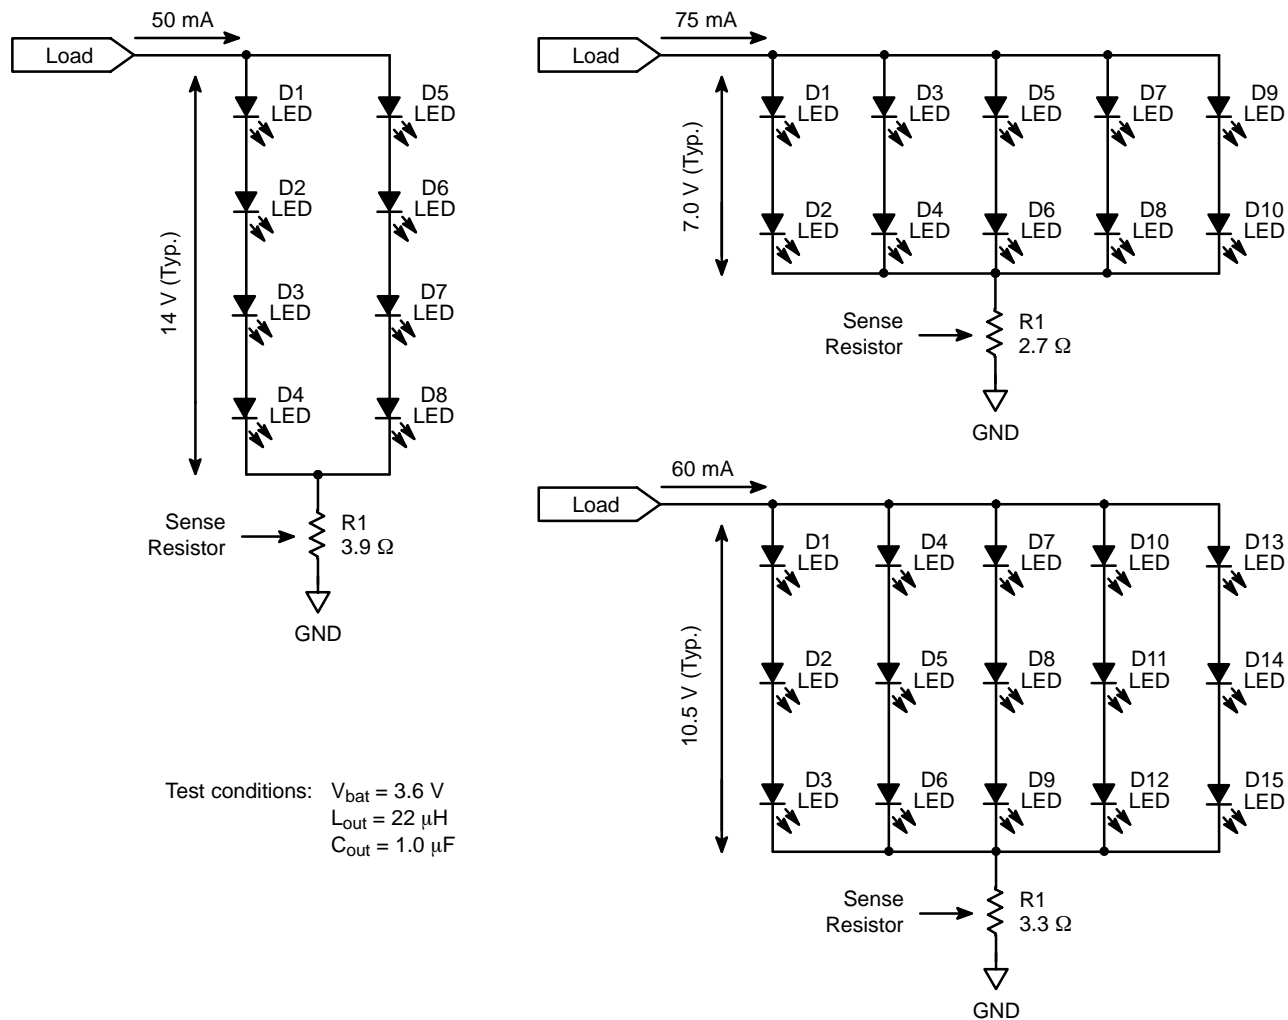 50 mA
Load
D1
LED
D5
LED
D2
LED
D6
LED
14 V (Typ.)
D3
LED
D7
LED
D4
LED
D8
LED
Sense
Resistor
R1
3.9 Ω
GND
Test conditions: Vbat = 3.6 V
Lout = 22 μH
Cout = 1.0 μF
75 mA
Load
D1
LED
D3
LED
D5
LED
D7
LED
D9
LED
7.0 V (Typ.)
D2
LED
D4
LED
D6
LED
D8
LED
D10
LED
Sense
Resistor
R1
2.7 Ω
GND
60 mA
Load
D1
LED
D4
LED
D7
LED
D10
LED
D13
LED
10.5 V (Typ.)
D2
LED
D5
LED
D8
LED
D11
LED
D14
LED
D3
LED
D6
LED
D9
LED
D12
LED
D15
LED
Sense
Resistor
R1
3.3 Ω
GND